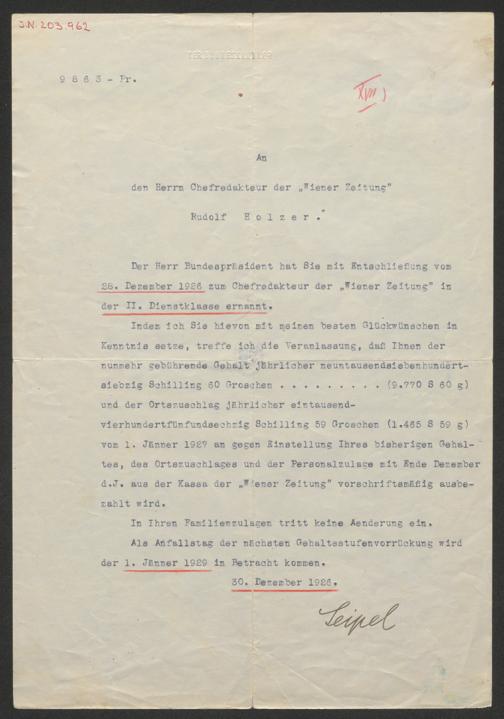 J.N. 203.962
9863-Pr.
XVII)
An
den Herrn Chefredakteur der „Wiener Zeitung"
Rudolf Holzer.
Der Herr Bundespräsident hat Sie mit Entschließung vom
28. Dezember 1926 zum Chefredakteur der „Wiener Zeitung" in
der II. Dienstklasse ernannt.
Indem ich Sie hievon mit meinen besten Glückwünschen in
Kenntnis setze, treffe ich die Veranlassung, daß Ihnen der
nunmehr gebührende Gehalt jährlicher neuntausendsiebenhundert-
siebzig Schilling 60 Groschen . . . . . . . . . (9.770 S 60 g)
und der Ortszuschlag jährlicher eintausend-
vierhundertfünfundsechzig Schilling 59 Groschen (1.465 S 59 g)
vom 1. Jänner 1927 an gegen Einstellung Ihres bisherigen Gehal-
tes, des Ortszuschlages und der Personalzulage mit Ende Dezember
d.J. aus der Kassa der „Wiener Zeitung" vorschriftsmäßig ausbe-
zahlt wird.
In Ihren Familienzulagen tritt keine Aenderung ein.
Als Anfallstag der nächsten Gehaltsstufenvorrückung wird
der 1. Jänner 1929 in Betracht kommen.
30. Dezember 1926.
Seipel